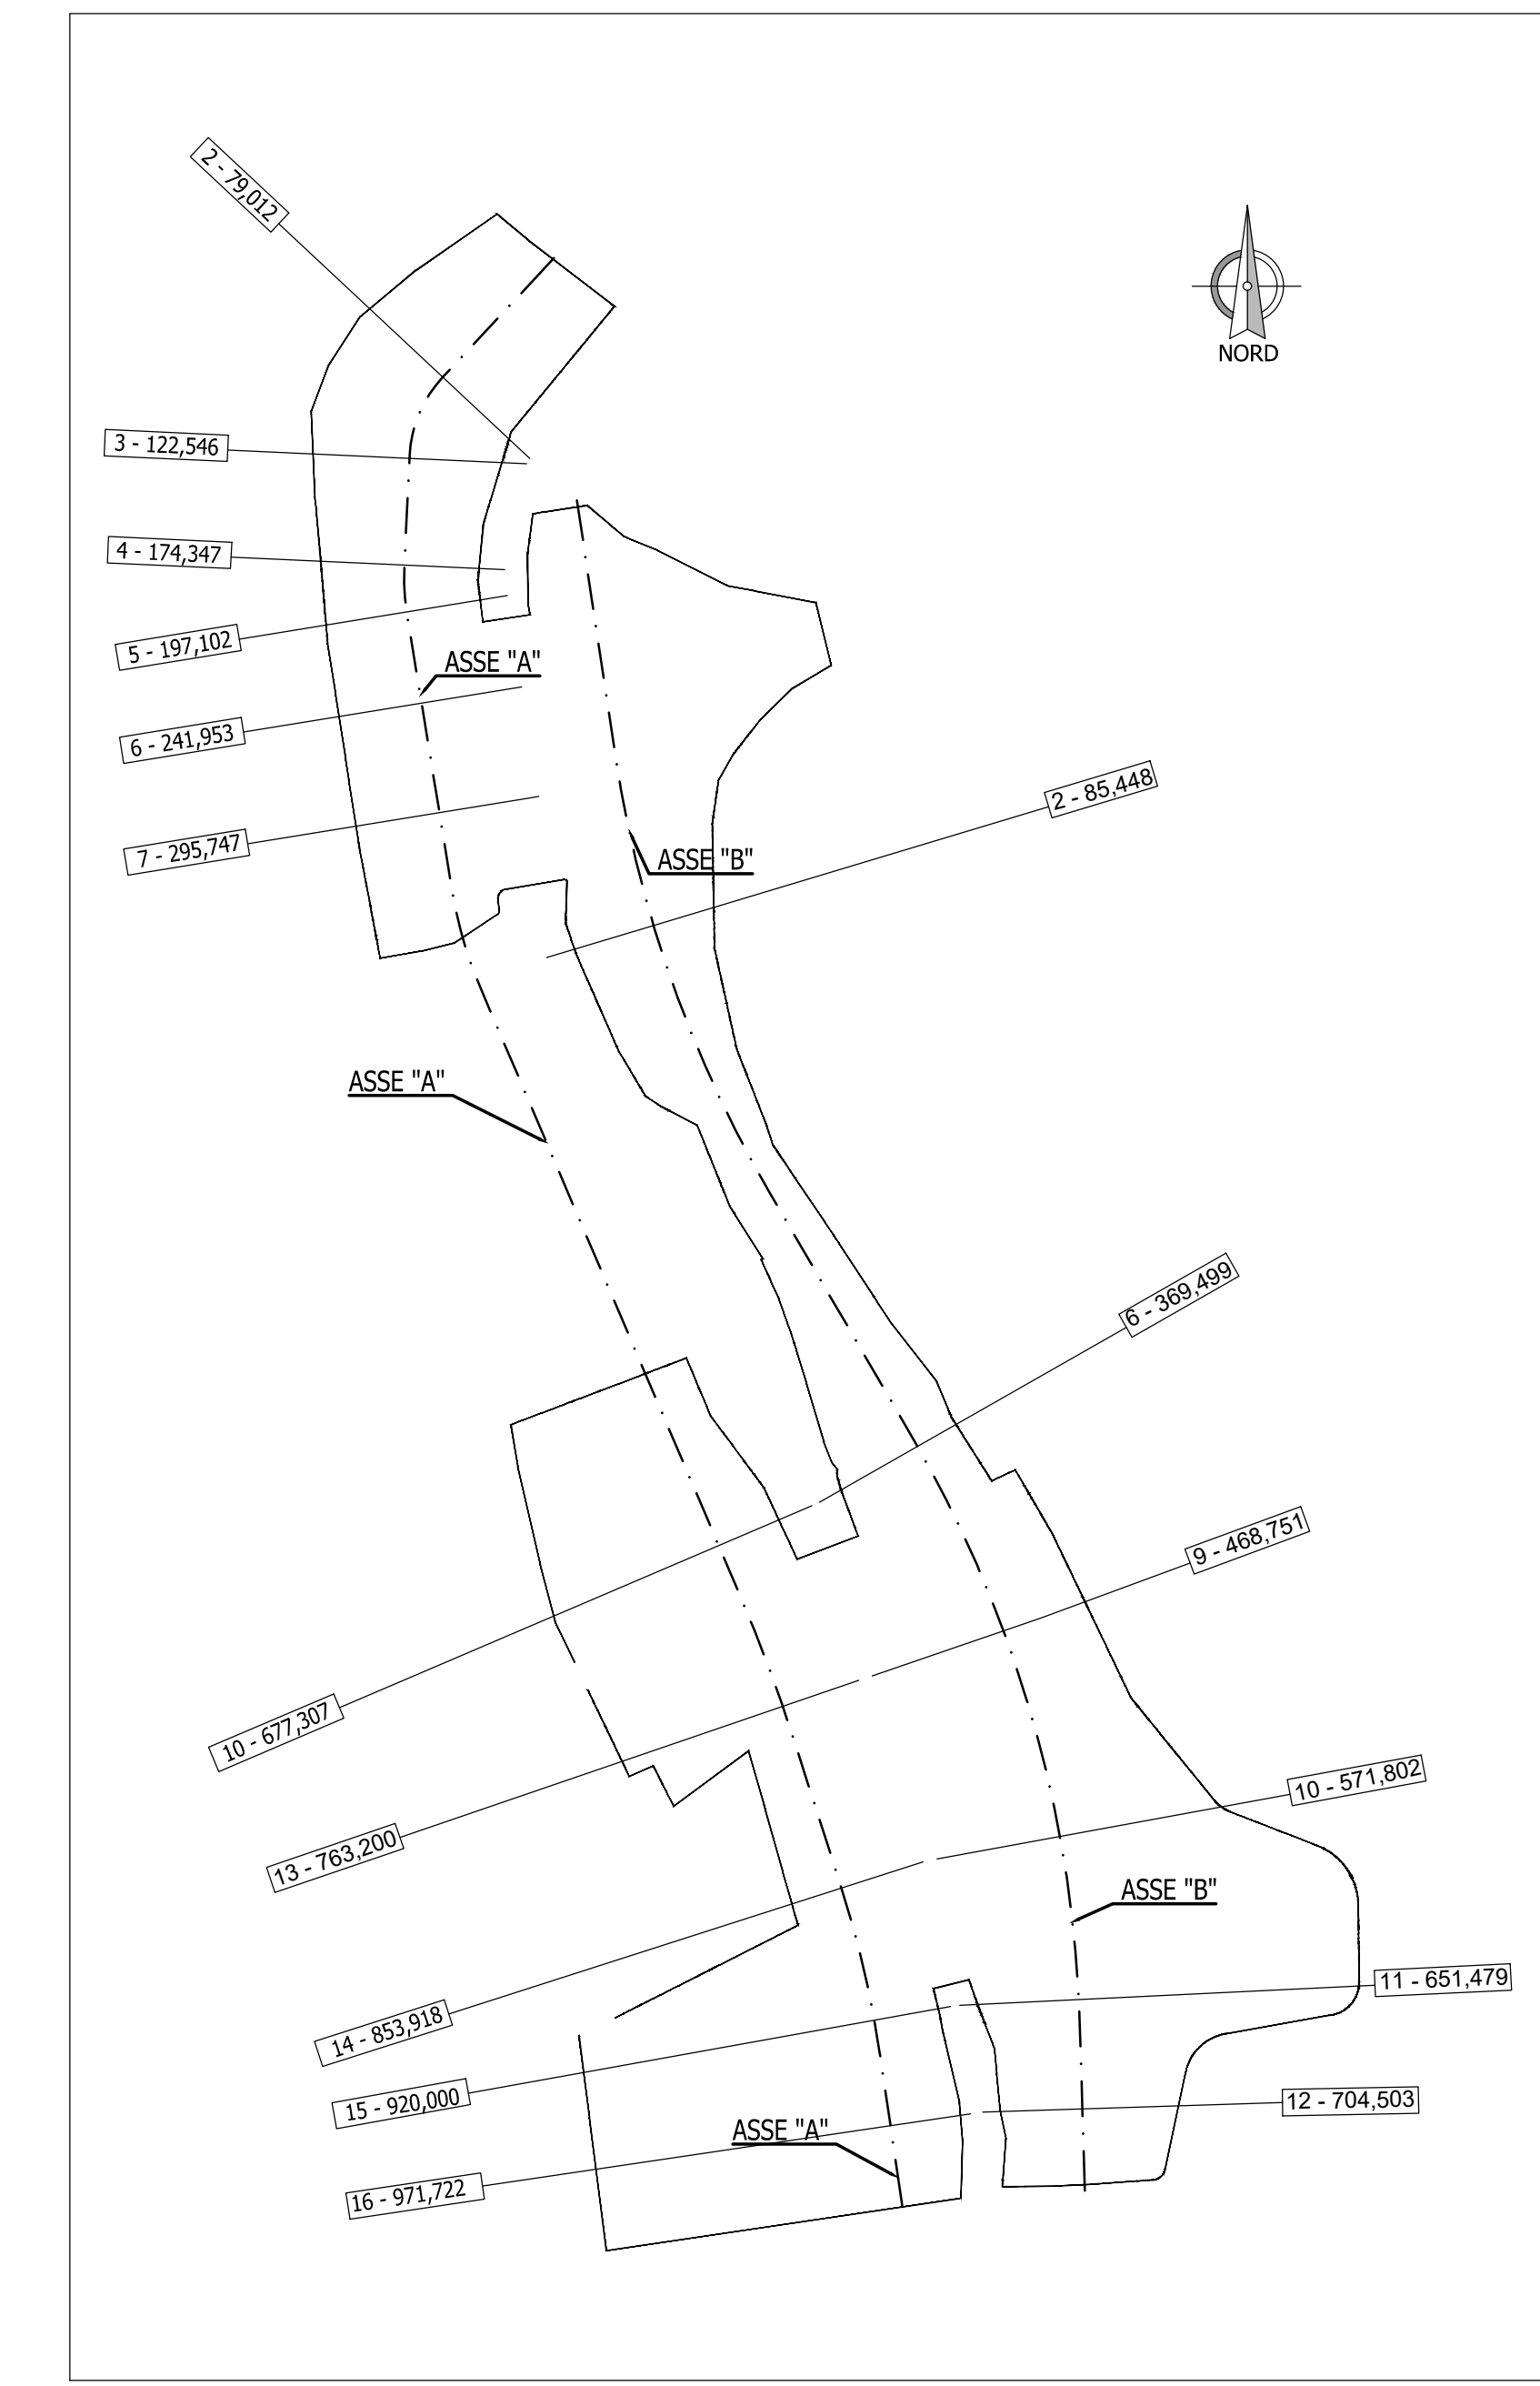 2 - 79,012
NORD
3 - 122,546
4 - 174,347
5 - 197,102
ASSE "A"
6 - 241,953
2 - 85,448
7 - 295,747
ASSE "B"
ASSE "A"
6 - 369,499
9 - 468,751
10 - 677,307
10 - 571,802
13 - 763,200
ASSE "B"
11 - 651,479
14 - 853,918
15 - 920,000
12 - 704,503
ASSE "A"
16 - 971,722